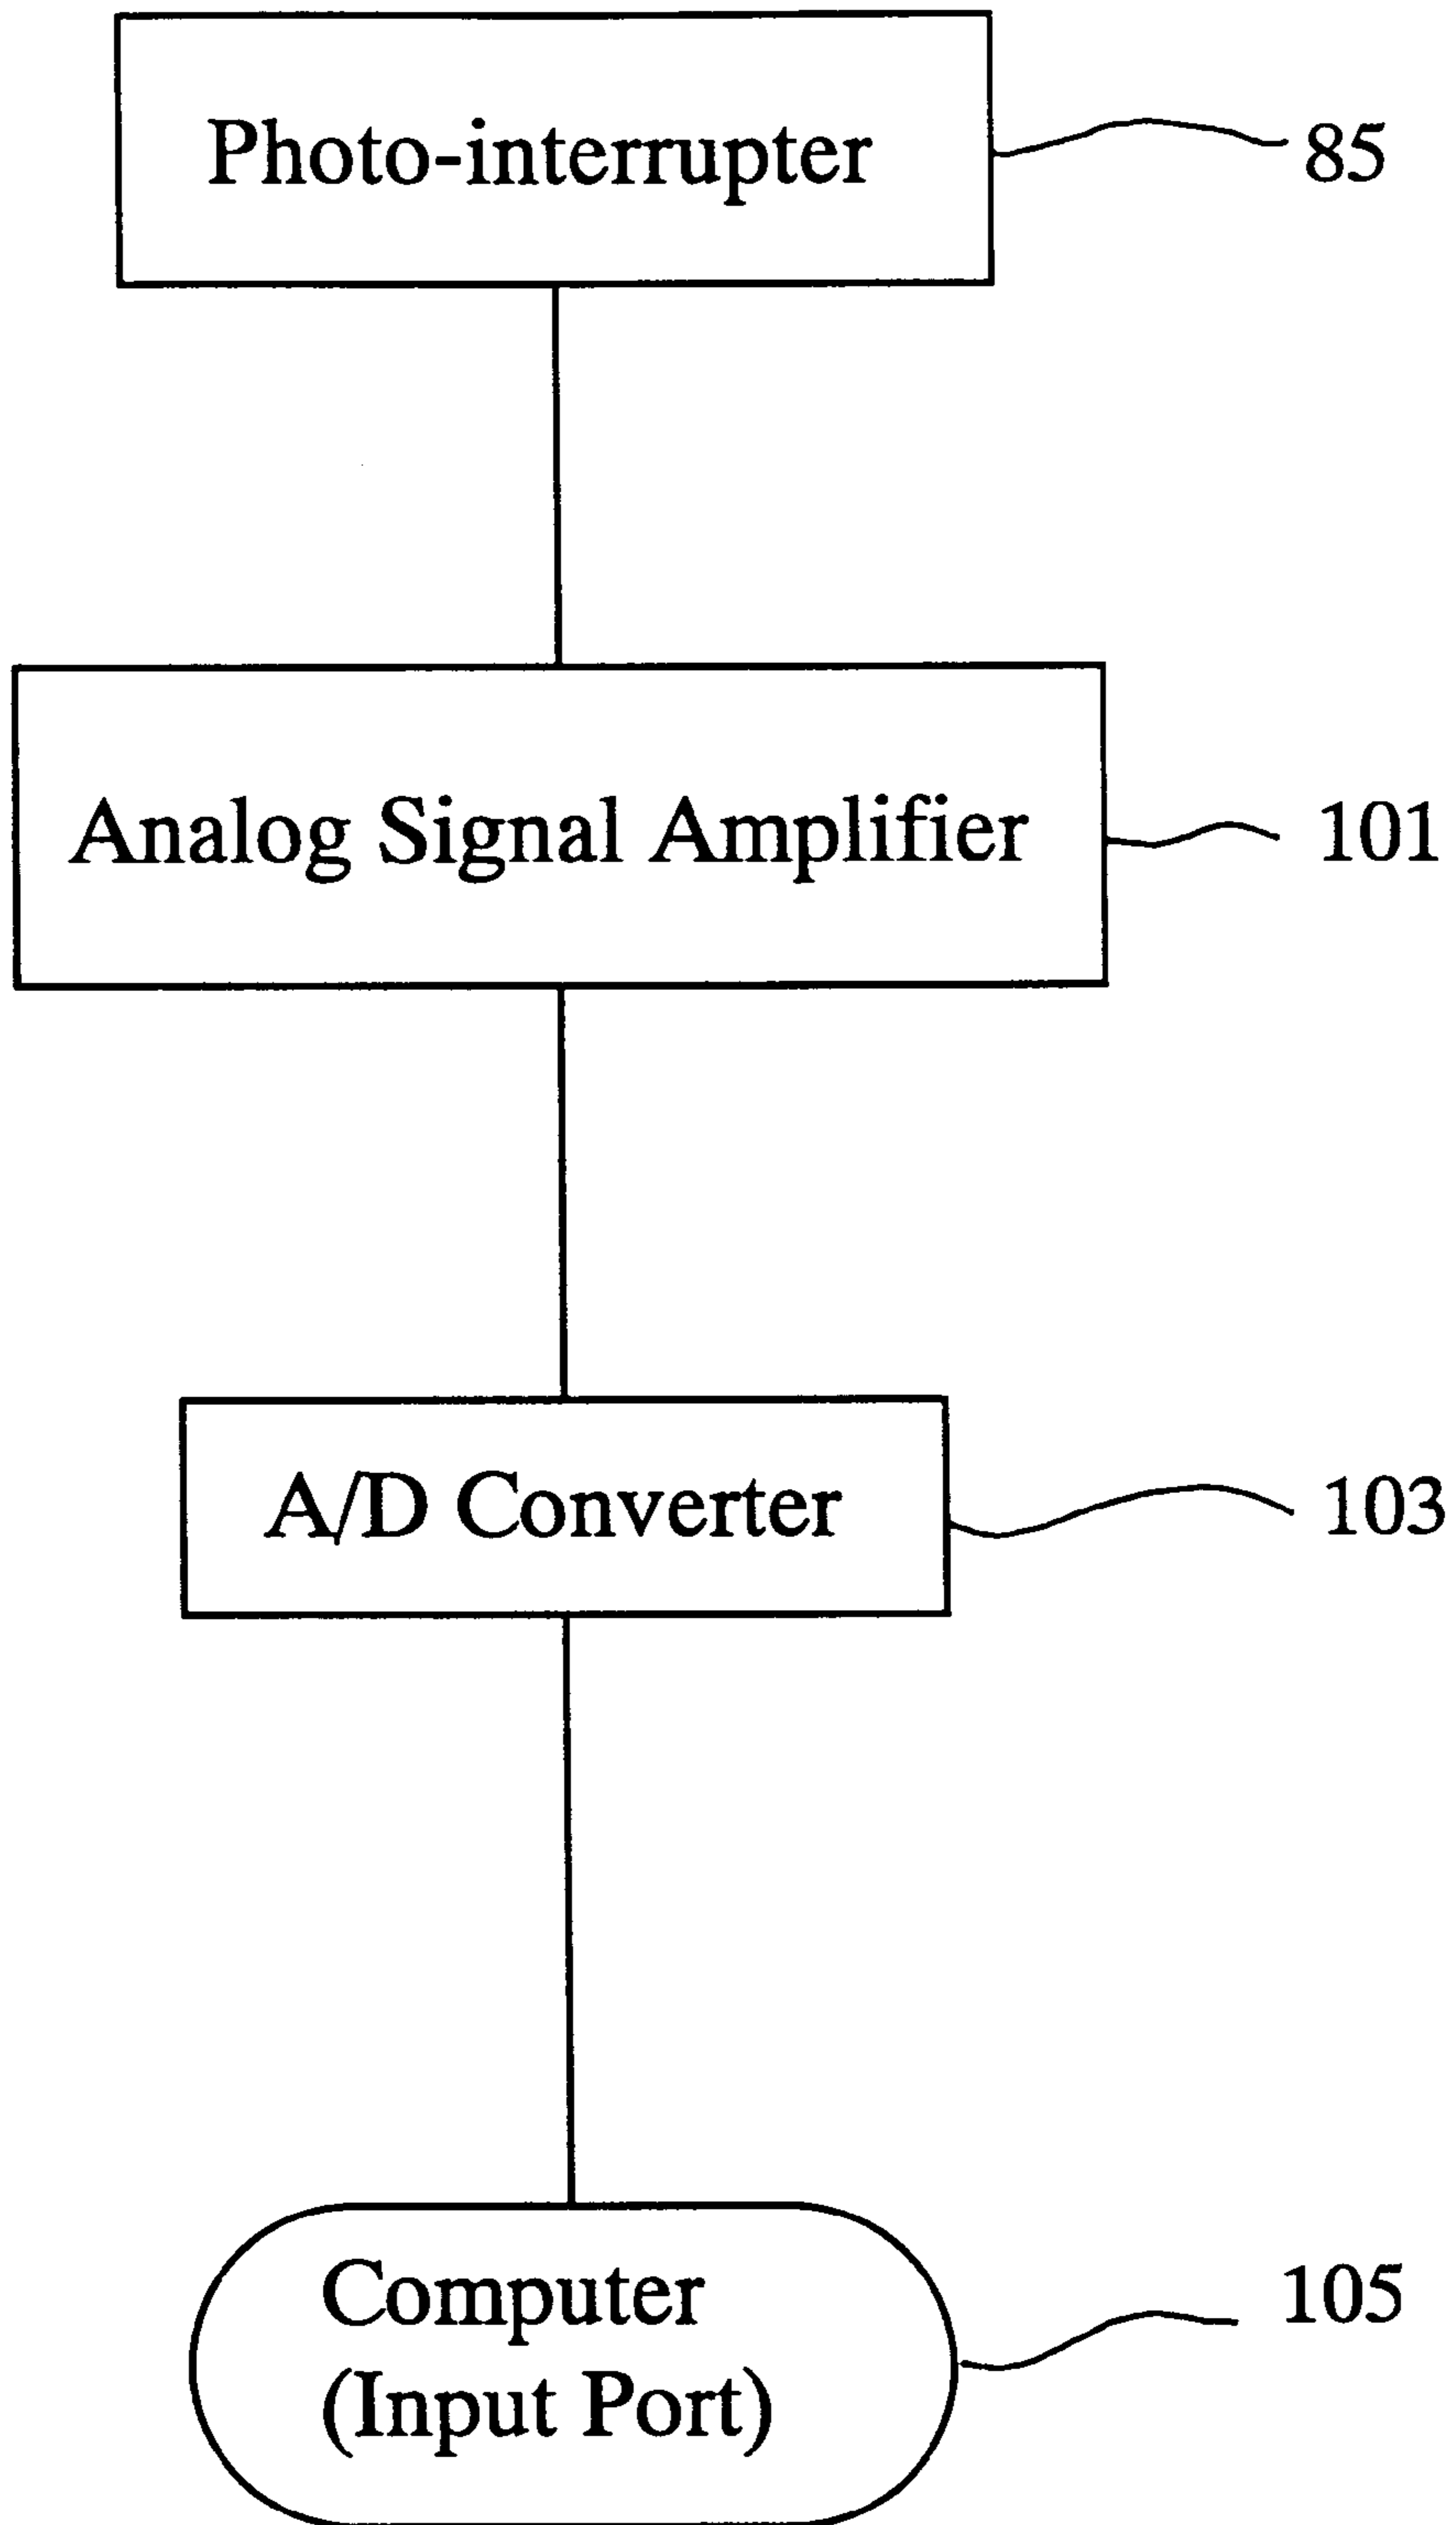 Photo-interrupter
85
Analog Signal Amplifier
101
A/D Converter
103
Computer
(Input Port)
105